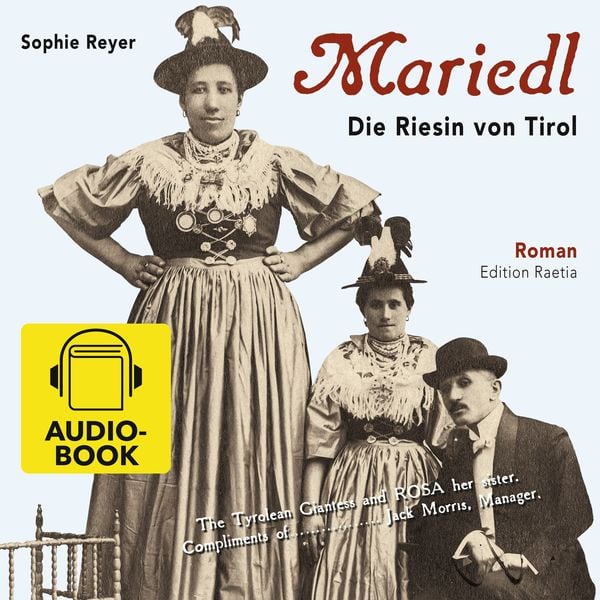 Sophie Reyer
Mariedl
Die Riesin von Tirol
Roman
Edition Raetia
AUDIO-
BOOK
The Tyrolean Giantess and ROSA her sister.
Compliments of................... Jack Morris, Manager.